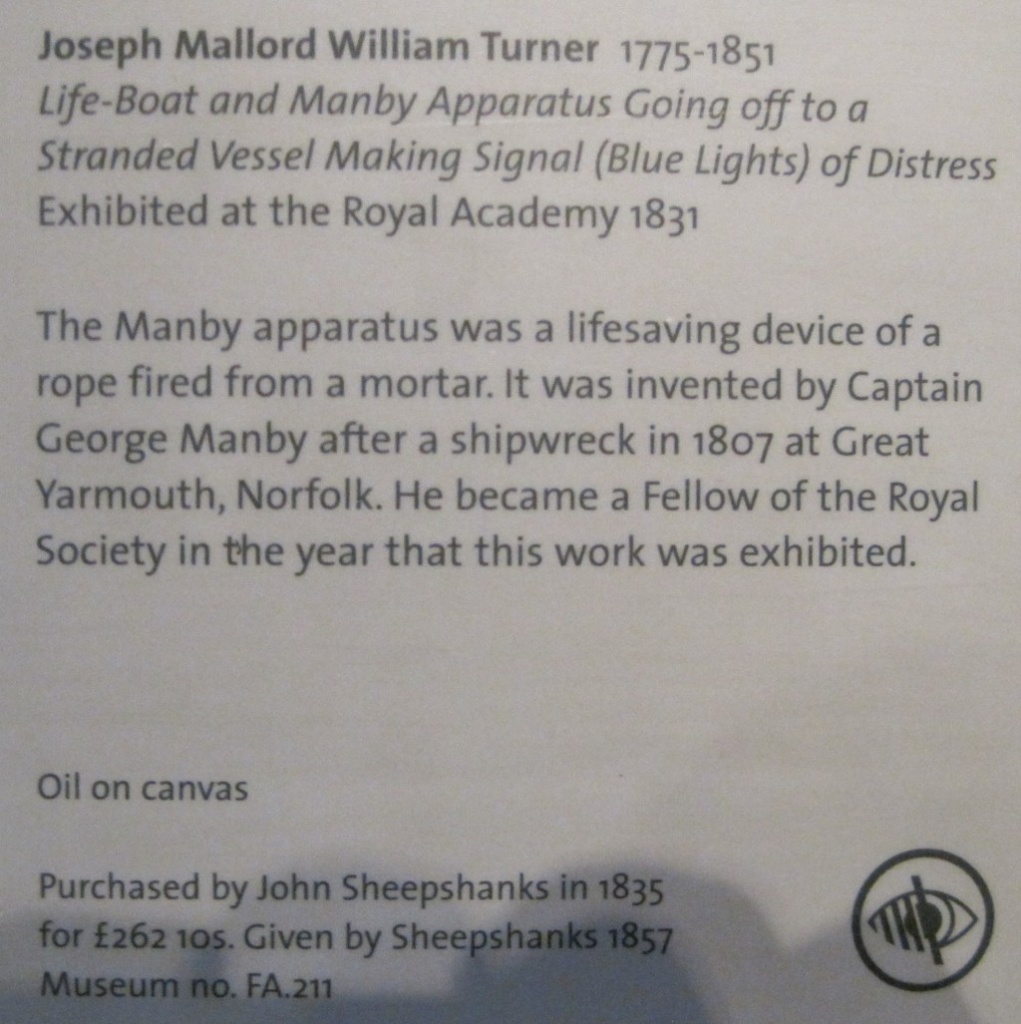 Joseph Mallord William Turner 1775-1851
Life-Boat and Manby Apparatus Going off to a
Stranded Vessel Making Signal (Blue Lights) of Distress
Exhibited at the Royal Academy 1831
The Manby apparatus was a lifesaving device of a
rope fired from a mortar. It was invented by Captain
George Manby after a shipwreck in 1807 at Great
Yarmouth, Norfolk. He became a Fellow of the Royal
Society in the year that this work was exhibited.
Oil on canvas
Purchased by John Sheepshanks in 1835
for £262 10s. Given by Sheepshanks 1857
Museum no. FA.211